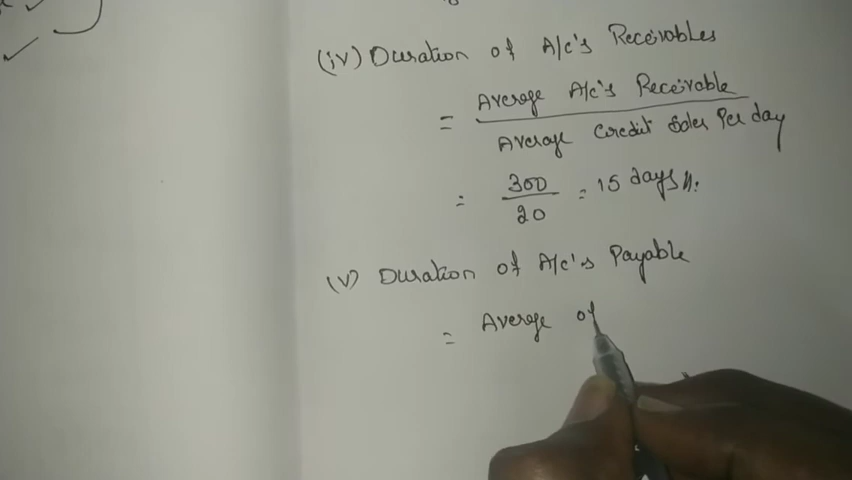 (iv) Duration of A/c's Receivables
= Average A/c's Receivable
Average Credit Sales Per day
= 300
20
= 15 days
(v) Duration of A/c's Payable
= Average of